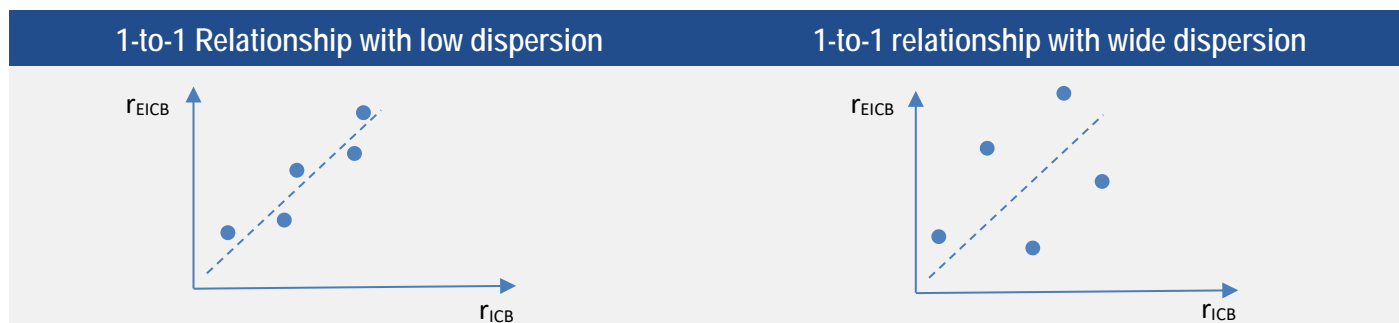 1-to-1 Relationship with low dispersion
1-to-1 relationship with wide dispersion
rEICB
rICB
rEICB
rICB